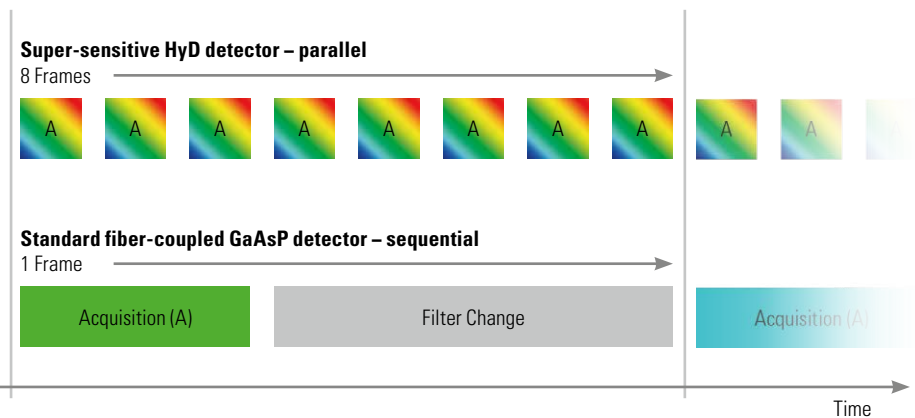 Super-sensitive HyD detector – parallel
8 Frames
A A A A A A A A A A A
Standard fiber-coupled GaAsP detector – sequential
1 Frame
Acquisition (A) Filter Change Acquisition (A)
Time